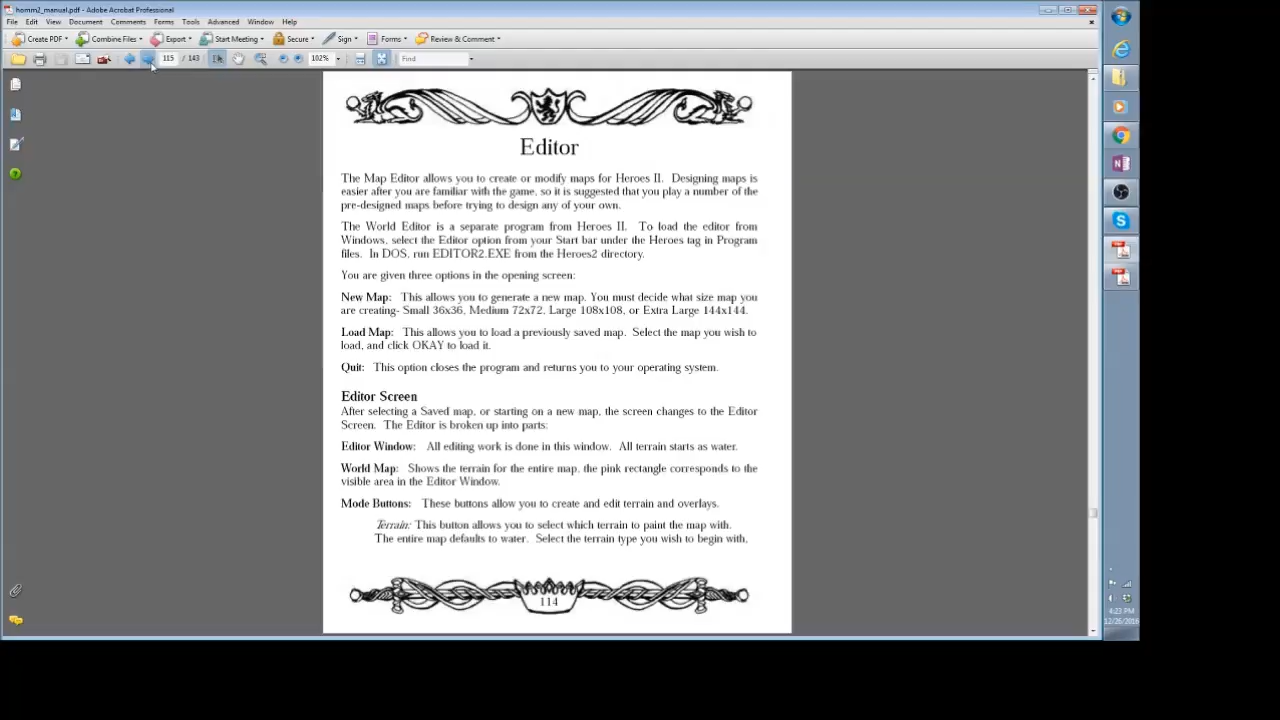 homm2_manual.pdf - Adobe Acrobat Professional
File Edit View Document Comments Forms Tools Advanced Window Help
Create PDF Combine Files Export Start Meeting Secure Sign Forms Review & Comment
115 / 143 102% Find
Editor
The Map Editor allows you to create or modify maps for Heroes II. Designing maps is
easier after you are familiar with the game, so it is suggested that you play a number of the
pre-designed maps before trying to design any of your own.
The World Editor is a separate program from Heroes II. To load the editor from
Windows, select the Editor option from your Start bar under the Heroes tag in Program
files. In DOS, run EDITOR2.EXE from the Heroes2 directory.
You are given three options in the opening screen:
New Map: This allows you to generate a new map. You must decide what size map you
are creating- Small 36x36, Medium 72x72, Large 108x108, or Extra Large 144x144.
Load Map: This allows you to load a previously saved map. Select the map you wish to
load, and click OKAY to load it.
Quit: This option closes the program and returns you to your operating system.
Editor Screen
After selecting a Saved map, or starting on a new map, the screen changes to the Editor
Screen. The Editor is broken up into parts:
Editor Window: All editing work is done in this window. All terrain starts as water.
World Map: Shows the terrain for the entire map, the pink rectangle corresponds to the
visible area in the Editor Window.
Mode Buttons: These buttons allow you to create and edit terrain and overlays.
Terrain: This button allows you to select which terrain to paint the map with.
The entire map defaults to water. Select the terrain type you wish to begin with,
114
4:23 PM
12/26/2016